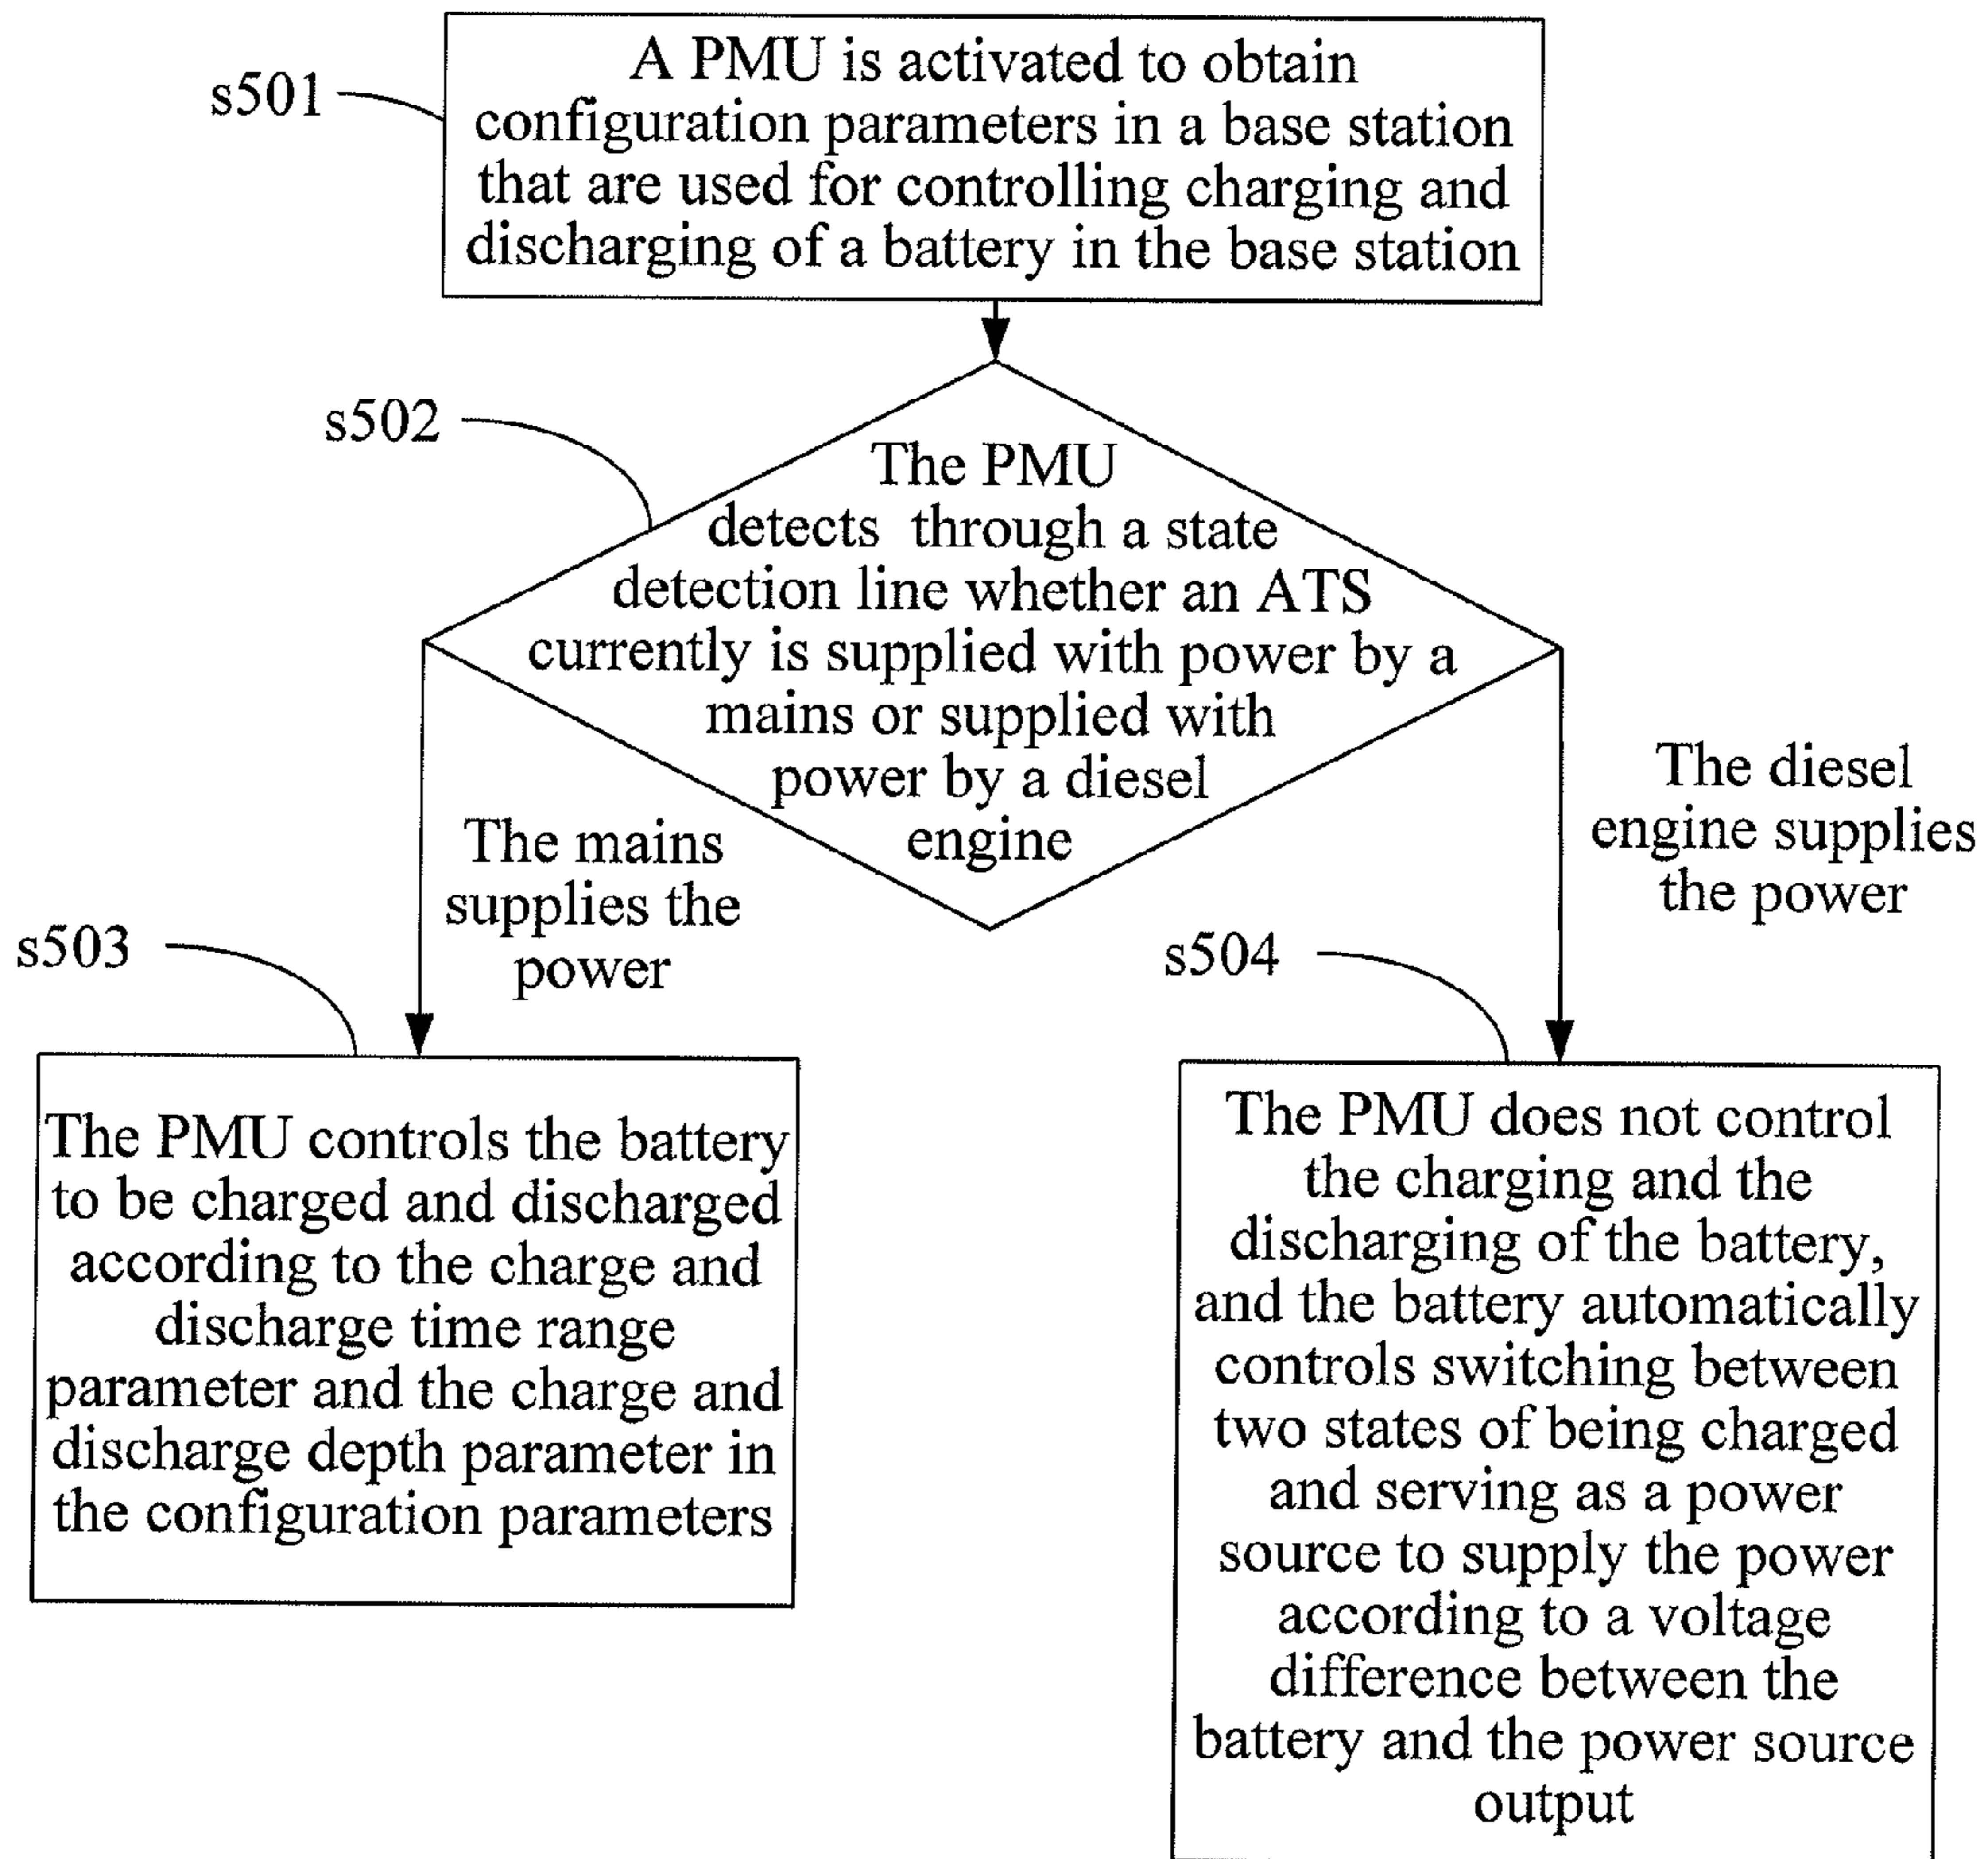 s501
A PMU is activated to obtain
configuration parameters in a base station
that are used for controlling charging and
discharging of a battery in the base station
s502
The PMU
detects through a state
detection line whether an ATS
currently is supplied with power by a
mains or supplied with
power by a diesel
engine
The mains
supplies the
power
The diesel
engine supplies
the power
s503
The PMU controls the battery
to be charged and discharged
according to the charge and
discharge time range
parameter and the charge and
discharge depth parameter in
the configuration parameters
s504
The PMU does not control
the charging and the
discharging of the battery,
and the battery automatically
controls switching between
two states of being charged
and serving as a power
source to supply the power
according to a voltage
difference between the
battery and the power source
output